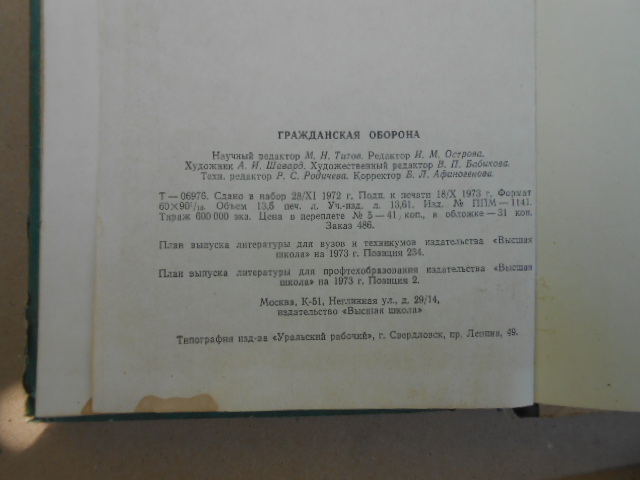 ГРАЖДАНСКАЯ ОБОРОНА
Научный редактор М. Н. Титов. Редактор И. М. Острова.
Художник А. И. Шавард. Художественный редактор В. П. Бабикова.
Техн. редактор Р. С. Родичева. Корректор Б. Л. Афиногенова.
Т—06976. Сдано в набор 28/XI 1972 г. Подп. к печати 18/X 1973 г. Формат
60×90¹/₁₆. Объем 13,5 печ. л. Уч.-изд. л. 13,61. Изд. № ППМ—1141.
Тираж 600 000 экз. Цена в переплете № 5—41 коп., в обложке—31 коп.
Заказ 486.
План выпуска литературы для вузов и техникумов издательства «Высшая
школа» на 1973 г. Позиция 234.
План выпуска литературы для профтехобразования издательства «Высшая
школа» на 1973 г. Позиция 2.
Москва, К-51, Неглинная ул., д. 29/14,
издательство «Высшая школа»
Типография изд-ва «Уральский рабочий», г. Свердловск, пр. Ленина, 49.